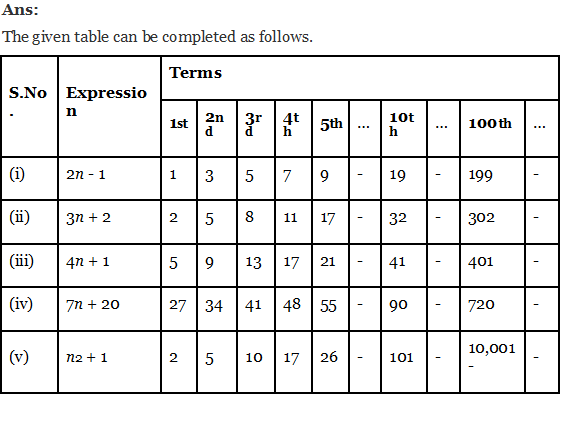 Ans:
The given table can be completed as follows.
S.No. Expression Terms
1st 2nd 3rd 4th 5th ... 10th ... 100th ...
(i) 2n - 1 1 3 5 7 9 - 19 - 199 -
(ii) 3n + 2 2 5 8 11 17 - 32 - 302 -
(iii) 4n + 1 5 9 13 17 21 - 41 - 401 -
(iv) 7n + 20 27 34 41 48 55 - 90 - 720 -
(v) n2 + 1 2 5 10 17 26 - 101 - 10,001 - -